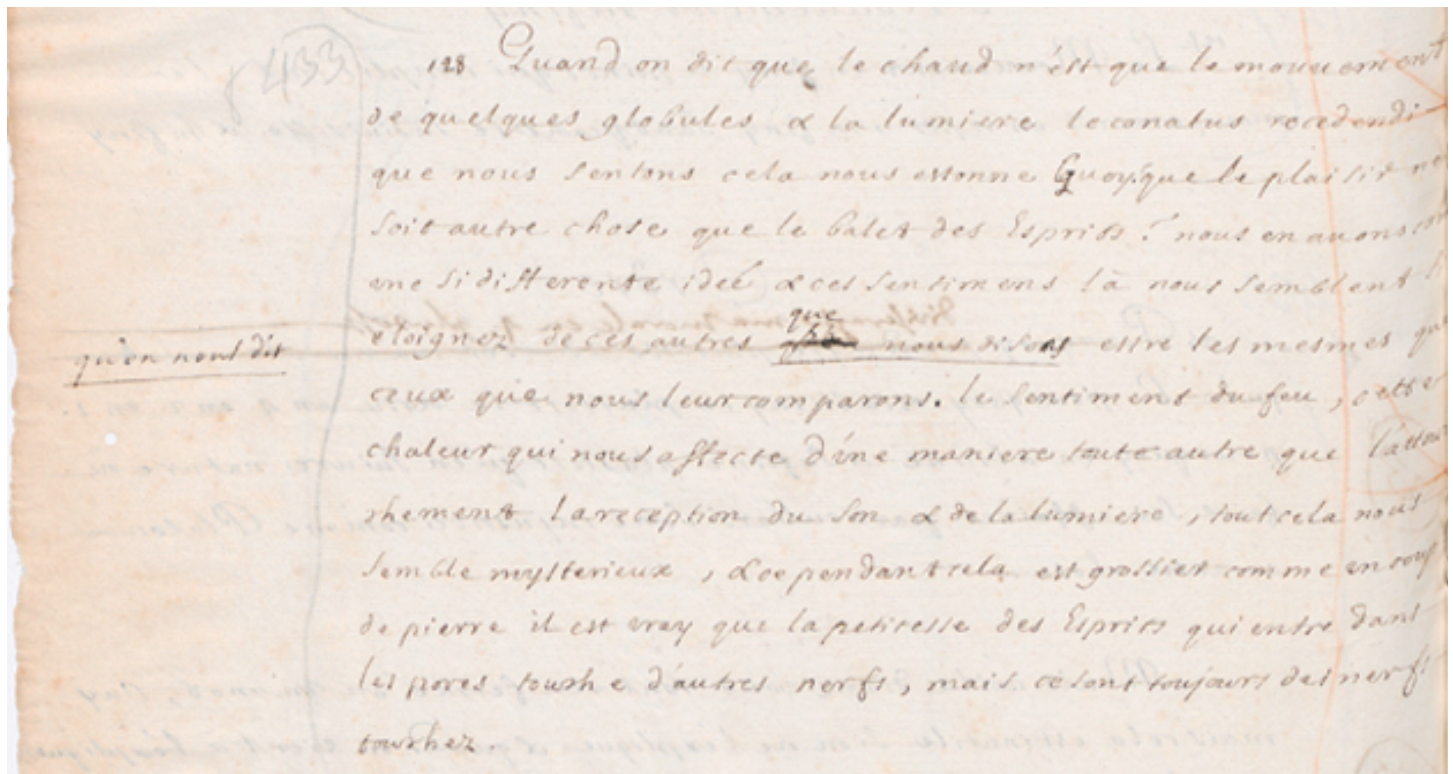 433
128 Quand on dit que le chaud n'est que le mouuement
de quelques globules & la lumiere le conatus recedendi
que nous sentons cela nous estonne Quoy? que le plaisir ne
soit autre chose que le balet des Esprits? nous en auons
une si differente ideé & ces sentimens là nous semblent si
eloignez de ces autres que nous disons estre les mesmes que
qu'on nous dit
ceux que nous leur comparons. le sentiment du feu, cette
chaleur qui nous affecte d'une maniere toute autre que l'attou
chement la reception du son & de la lumiere, tout cela nous
semble mysterieux, & cependant cela est grossier comme un coup
de pierre il est vray que la petitesse des Esprits qui entre dans
les pores touche d'autres nerfs, mais ce sont toujours des nerfs
touchez.